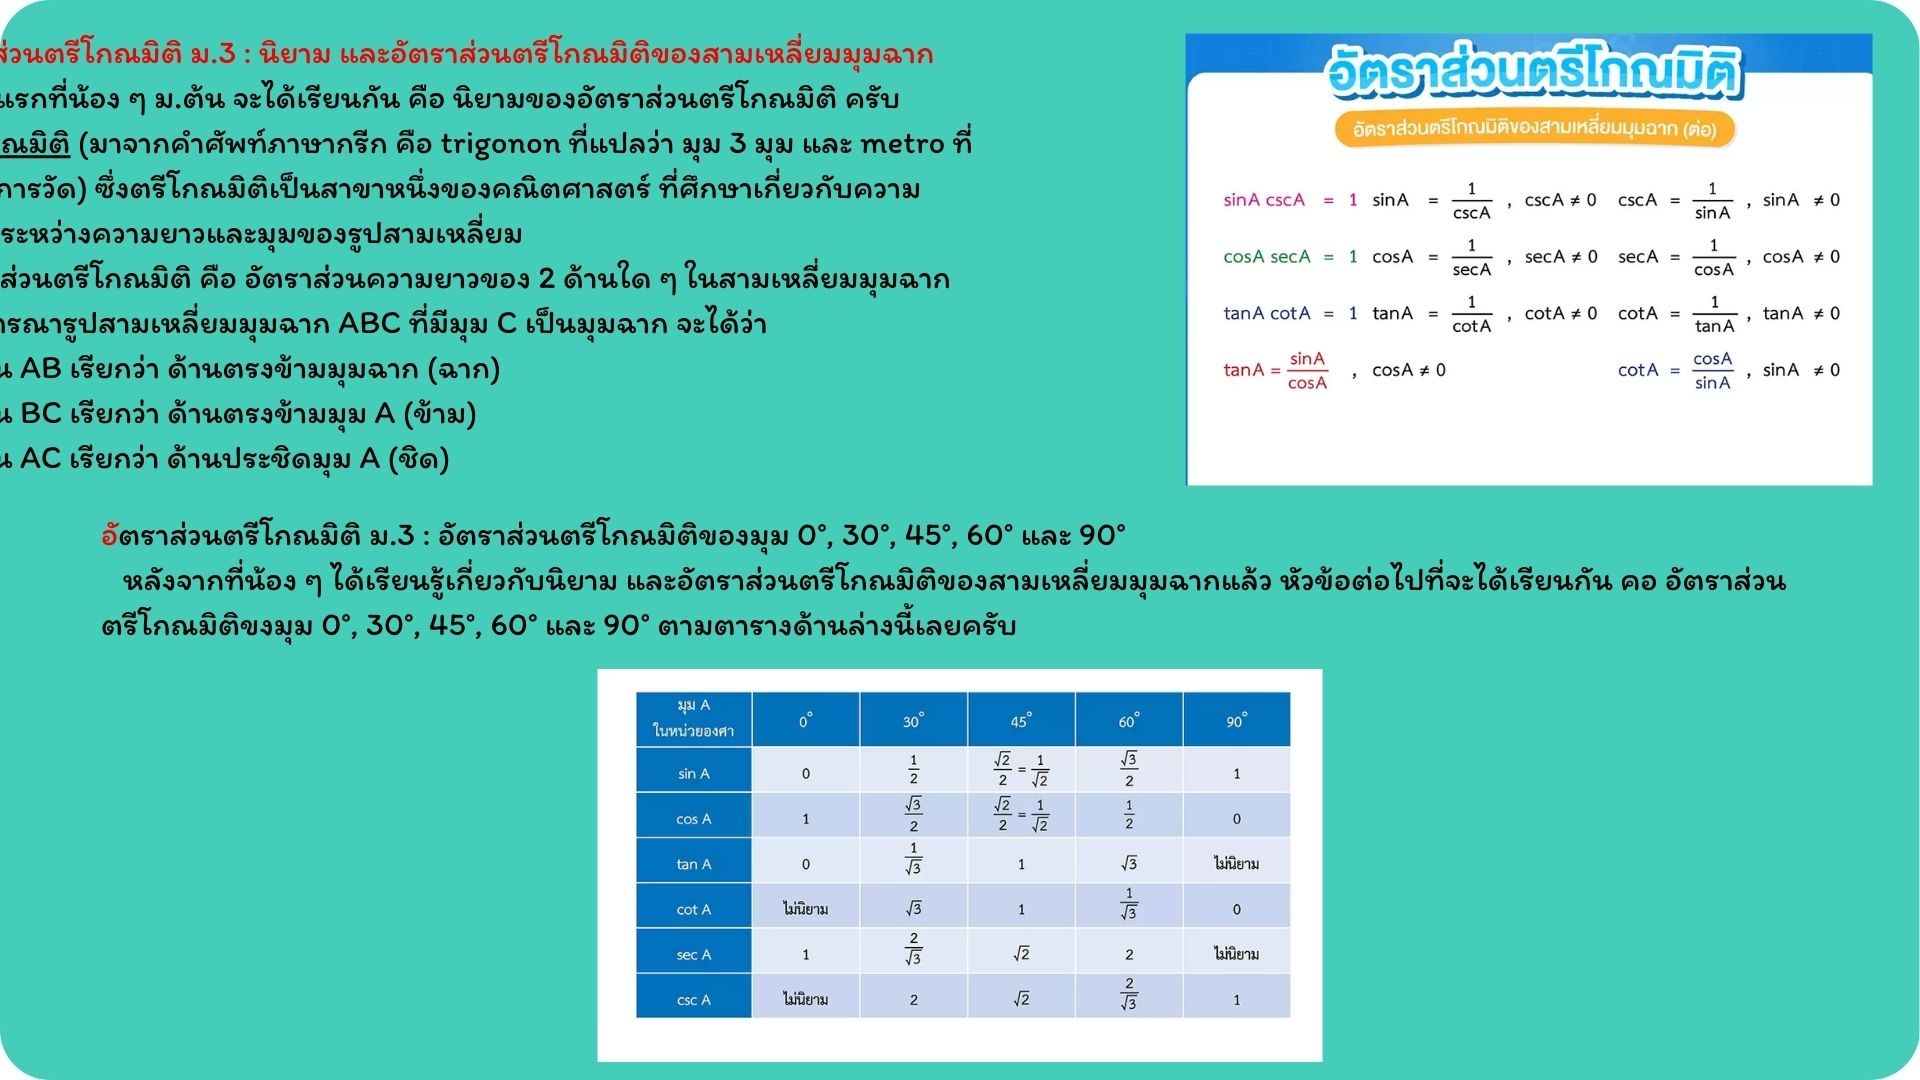 ส่วนตรีโกณมิติ ม.3 : นิยาม และอัตราส่วนตรีโกณมิติของสามเหลี่ยมมุมฉาก
แรกที่น้อง ๆ ม.ต้น จะได้เรียนกัน คือ นิยามของอัตราส่วนตรีโกณมิติ ครับ
ณมิติ (มาจากคำศัพท์ภาษากรีก คือ trigonon ที่แปลว่า มุม 3 มุม และ metro ที่
การวัด) ซึ่งตรีโกณมิติเป็นสาขาหนึ่งของคณิตศาสตร์ ที่ศึกษาเกี่ยวกับความ
ระหว่างความยาวและมุมของรูปสามเหลี่ยม
ส่วนตรีโกณมิติ คือ อัตราส่วนความยาวของ 2 ด้านใด ๆ ในสามเหลี่ยมมุมฉาก
ารณารูปสามเหลี่ยมมุมฉาก ABC ที่มีมุม C เป็นมุมฉาก จะได้ว่า
น AB เรียกว่า ด้านตรงข้ามมุมฉาก (ฉาก)
น BC เรียกว่า ด้านตรงข้ามมุม A (ข้าม)
น AC เรียกว่า ด้านประชิดมุม A (ชิด)
อัตราส่วนตรีโกณมิติ
อัตราส่วนตรีโกณมิติของสามเหลี่ยมมุมฉาก (ต่อ)
sinA cscA = 1 sinA = 1/cscA , cscA ≠ 0 cscA = 1/sinA , sinA ≠ 0
cosA secA = 1 cosA = 1/secA , secA ≠ 0 secA = 1/cosA , cosA ≠ 0
tanA cotA = 1 tanA = 1/cotA , cotA ≠ 0 cotA = 1/tanA , tanA ≠ 0
tanA = sinA/cosA , cosA ≠ 0 cotA = cosA/sinA , sinA ≠ 0
อัตราส่วนตรีโกณมิติ ม.3 : อัตราส่วนตรีโกณมิติของมุม 0°, 30°, 45°, 60° และ 90°
หลังจากที่น้อง ๆ ได้เรียนรู้เกี่ยวกับนิยาม และอัตราส่วนตรีโกณมิติของสามเหลี่ยมมุมฉากแล้ว หัวข้อต่อไปที่จะได้เรียนกัน คอ อัตราส่วน
ตรีโกณมิติขงมุม 0°, 30°, 45°, 60° และ 90° ตามตารางด้านล่างนี้เลยครับ
มุม A
ในหน่วยองศา 0° 30° 45° 60° 90°
sin A 0 1/2 √2/2 = 1/√2 √3/2 1
cos A 1 √3/2 √2/2 = 1/√2 1/2 0
tan A 0 1/√3 1 √3 ไม่นิยาม
cot A ไม่นิยาม √3 1 1/√3 0
sec A 1 2/√3 √2 2 ไม่นิยาม
csc A ไม่นิยาม 2 √2 2/√3 1